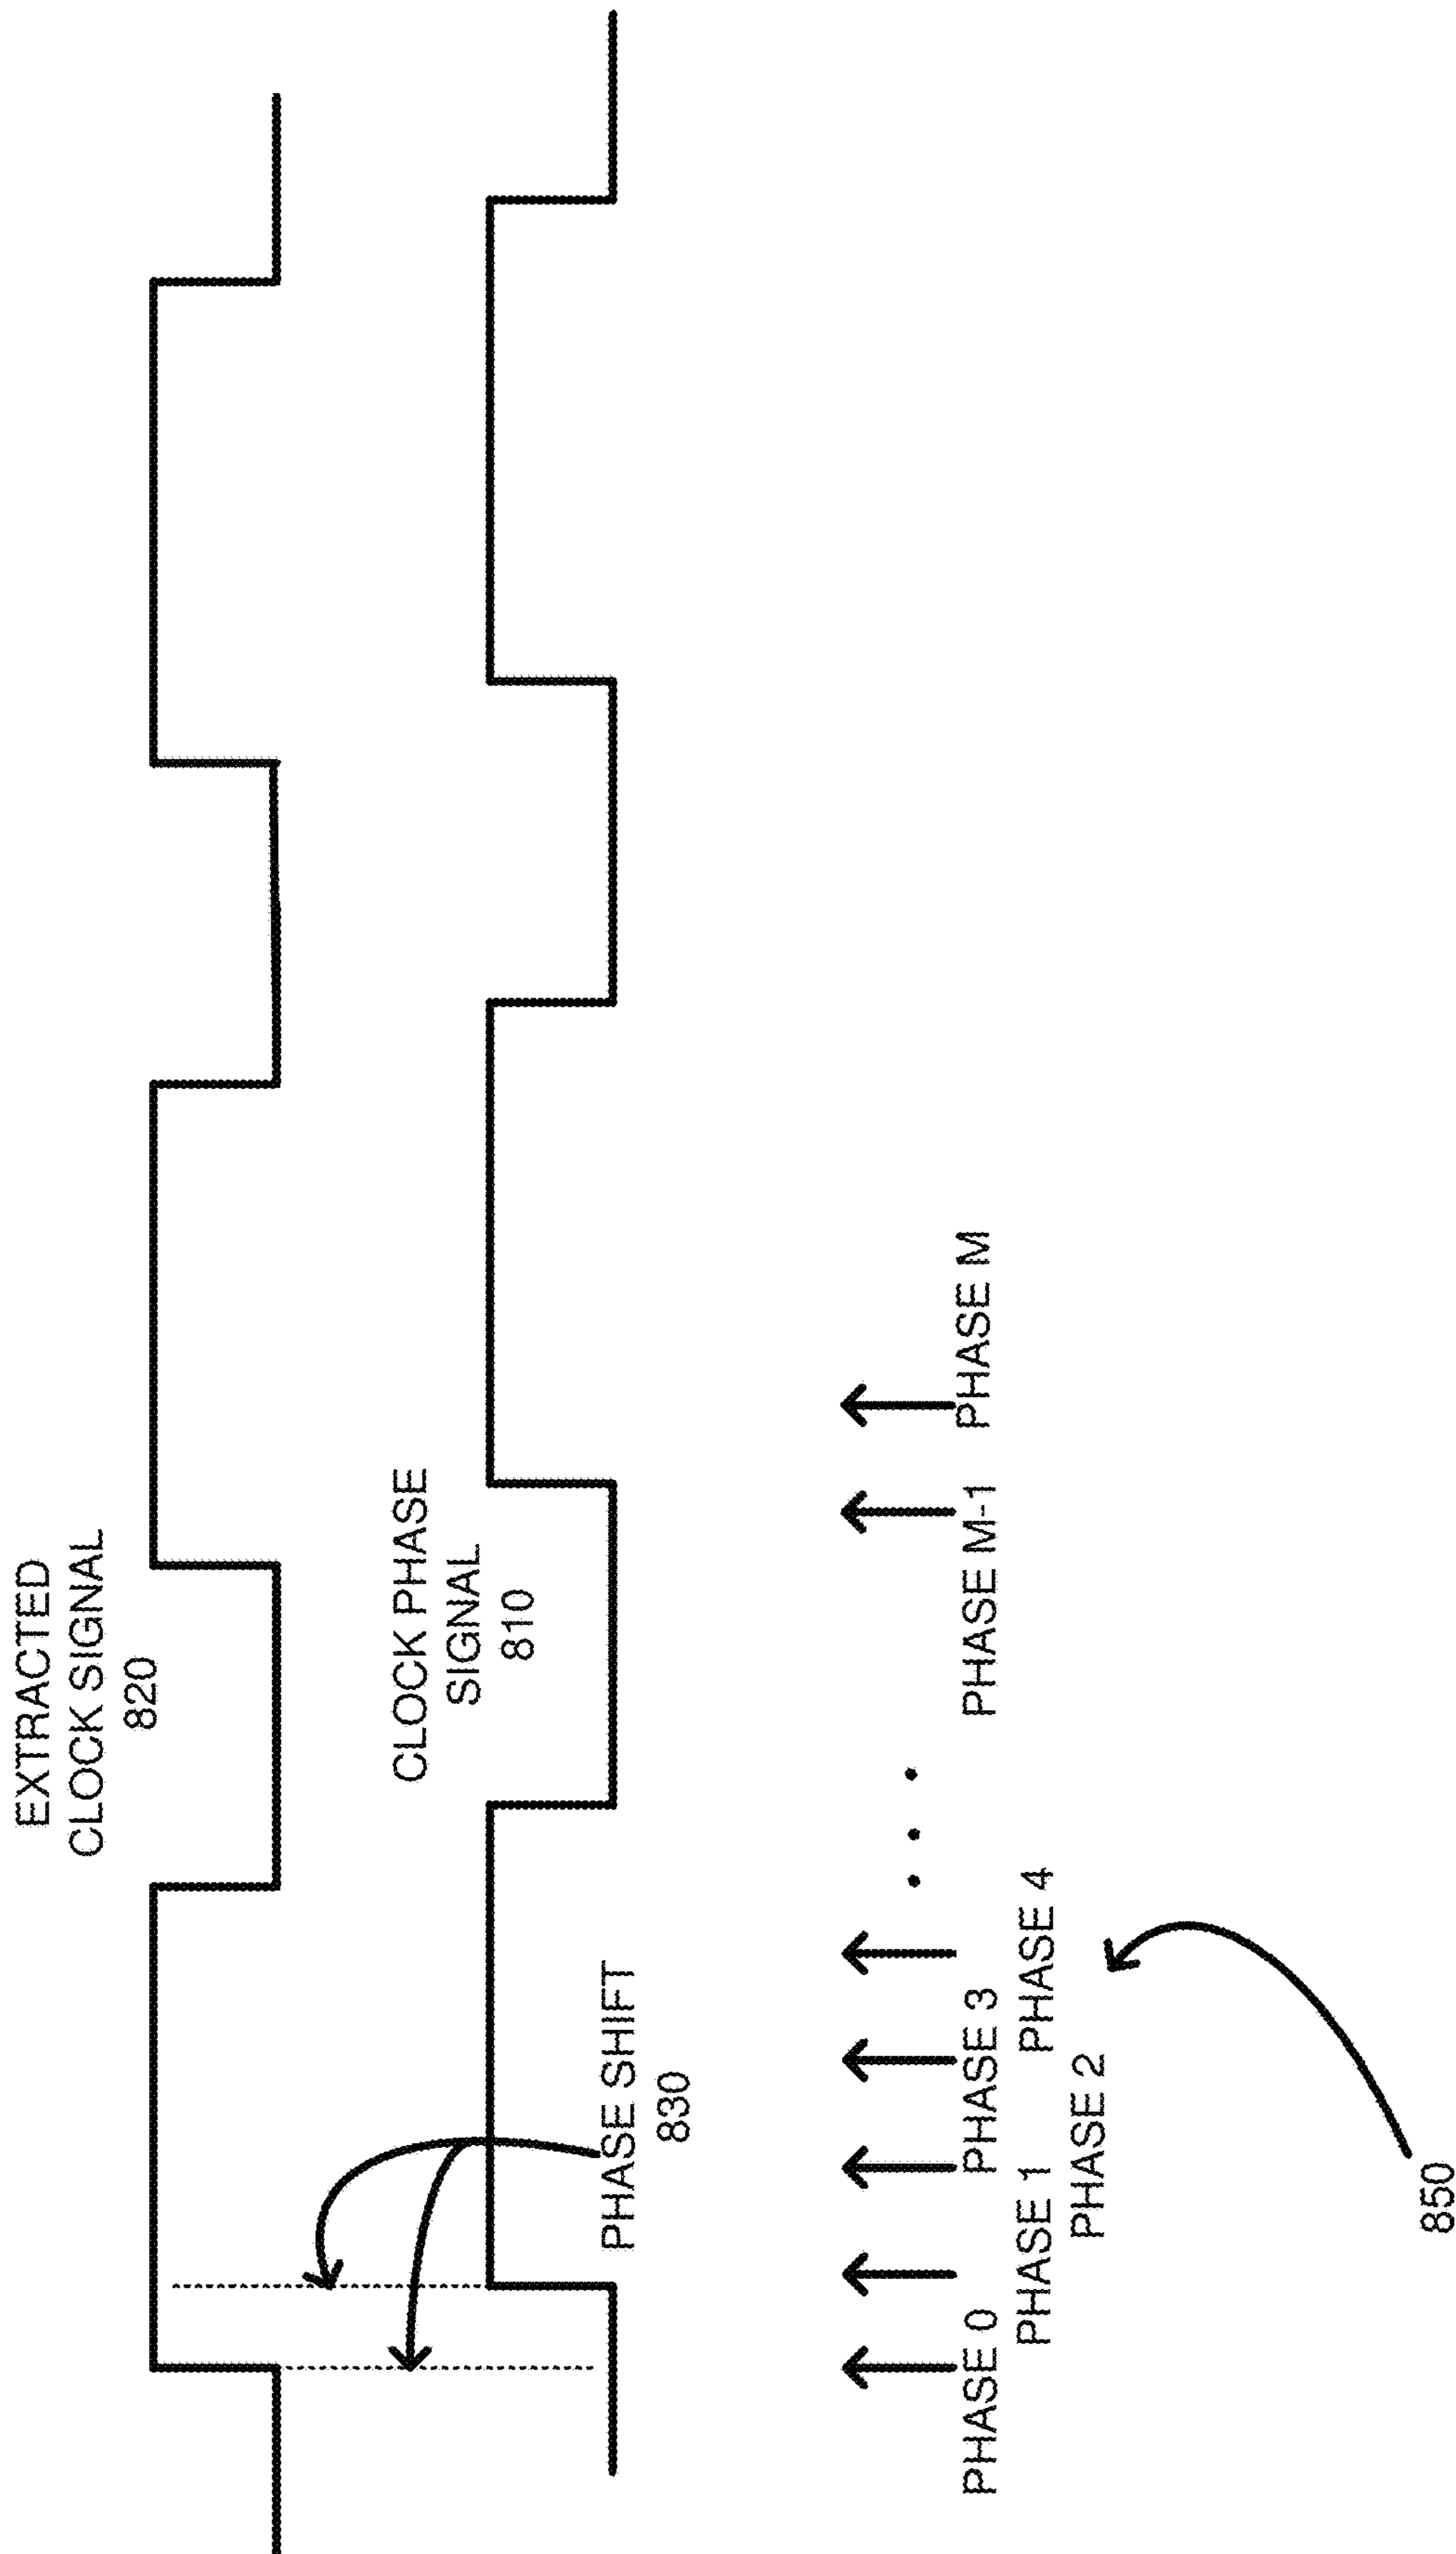 EXTRACTED
CLOCK SIGNAL
820
CLOCK PHASE
SIGNAL
810
PHASE SHIFT
830
PHASE 0
PHASE 3
PHASE M-1
PHASE M
PHASE 1
PHASE 4
PHASE 2
850